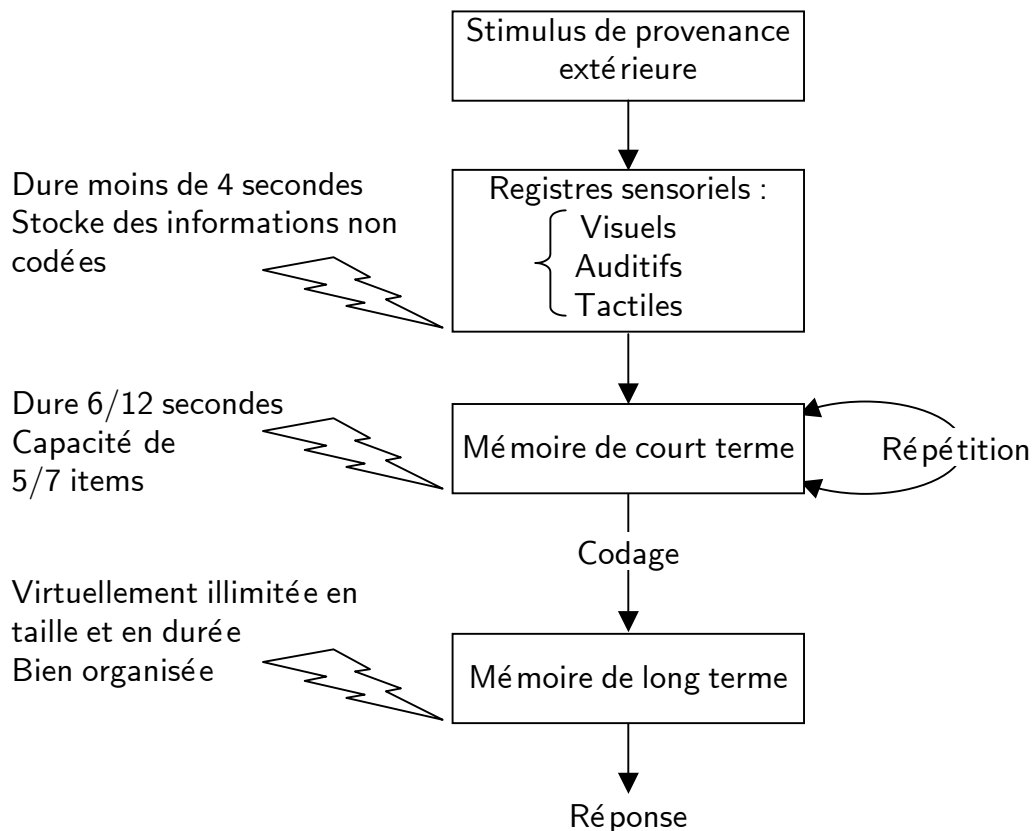 Stimulus de provenance
extérieure
Dure moins de 4 secondes
Stocke des informations non
codées
Registres sensoriels :
Visuels
Auditifs
Tactiles
Dure 6/12 secondes
Capacité de
5/7 items
Mémoire de court terme
Répétition
Codage
Virtuellement illimitée en
taille et en durée
Bien organisée
Mémoire de long terme
Réponse